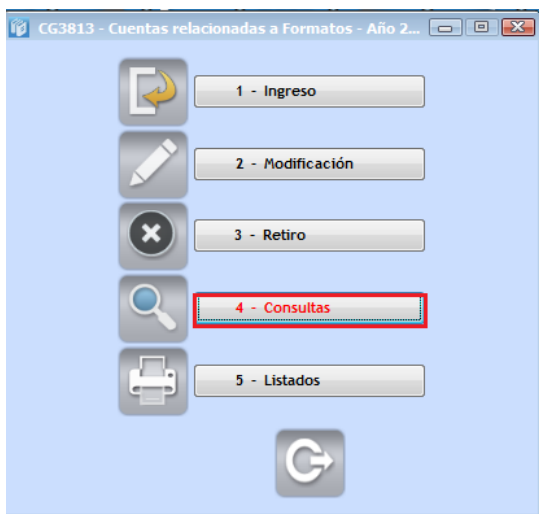 CG3813 - Cuentas relacionadas a Formatos - Año 2...
1 - Ingreso
2 - Modificación
3 - Retiro
4 - Consultas
5 - Listados